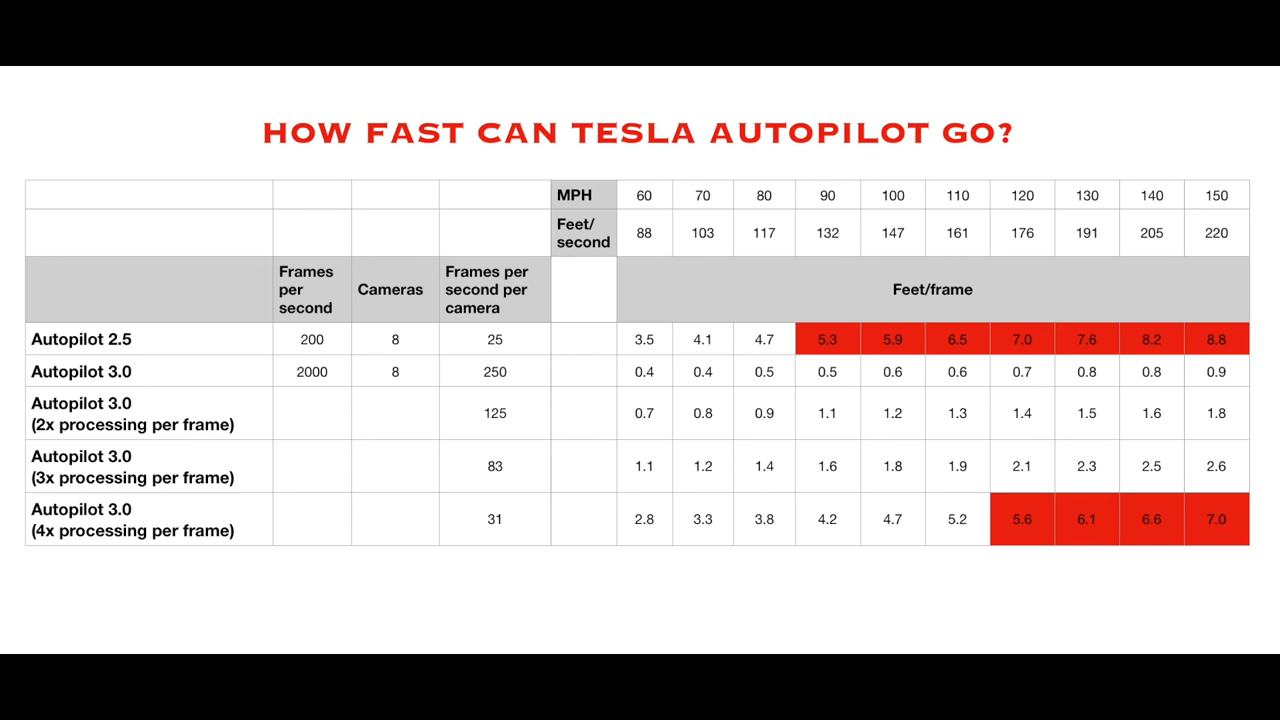 HOW FAST CAN TESLA AUTOPILOT GO?
MPH 60 70 80 90 100 110 120 130 140 150
Feet/
second 88 103 117 132 147 161 176 191 205 220
Frames
per
second Cameras Frames per
second per
camera Feet/frame
Autopilot 2.5 200 8 25 3.5 4.1 4.7 5.3 5.9 6.5 7.0 7.6 8.2 8.8
Autopilot 3.0 2000 8 250 0.4 0.4 0.5 0.5 0.6 0.6 0.7 0.8 0.8 0.9
Autopilot 3.0
(2x processing per frame) 125 0.7 0.8 0.9 1.1 1.2 1.3 1.4 1.5 1.6 1.8
Autopilot 3.0
(3x processing per frame) 83 1.1 1.2 1.4 1.6 1.8 1.9 2.1 2.3 2.5 2.6
Autopilot 3.0
(4x processing per frame) 31 2.8 3.3 3.8 4.2 4.7 5.2 5.6 6.1 6.6 7.0